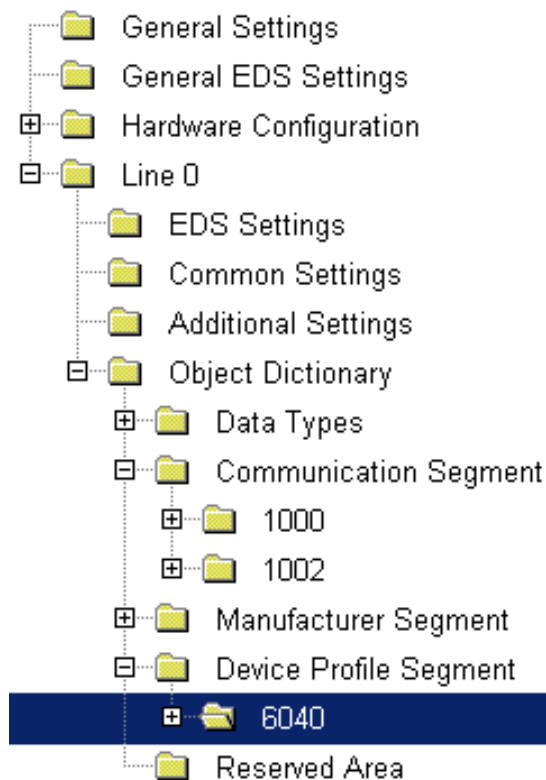 General Settings
General EDS Settings
Hardware Configuration
Line 0
EDS Settings
Common Settings
Additional Settings
Object Dictionary
Data Types
Communication Segment
1000
1002
Manufacturer Segment
Device Profile Segment
6040
Reserved Area